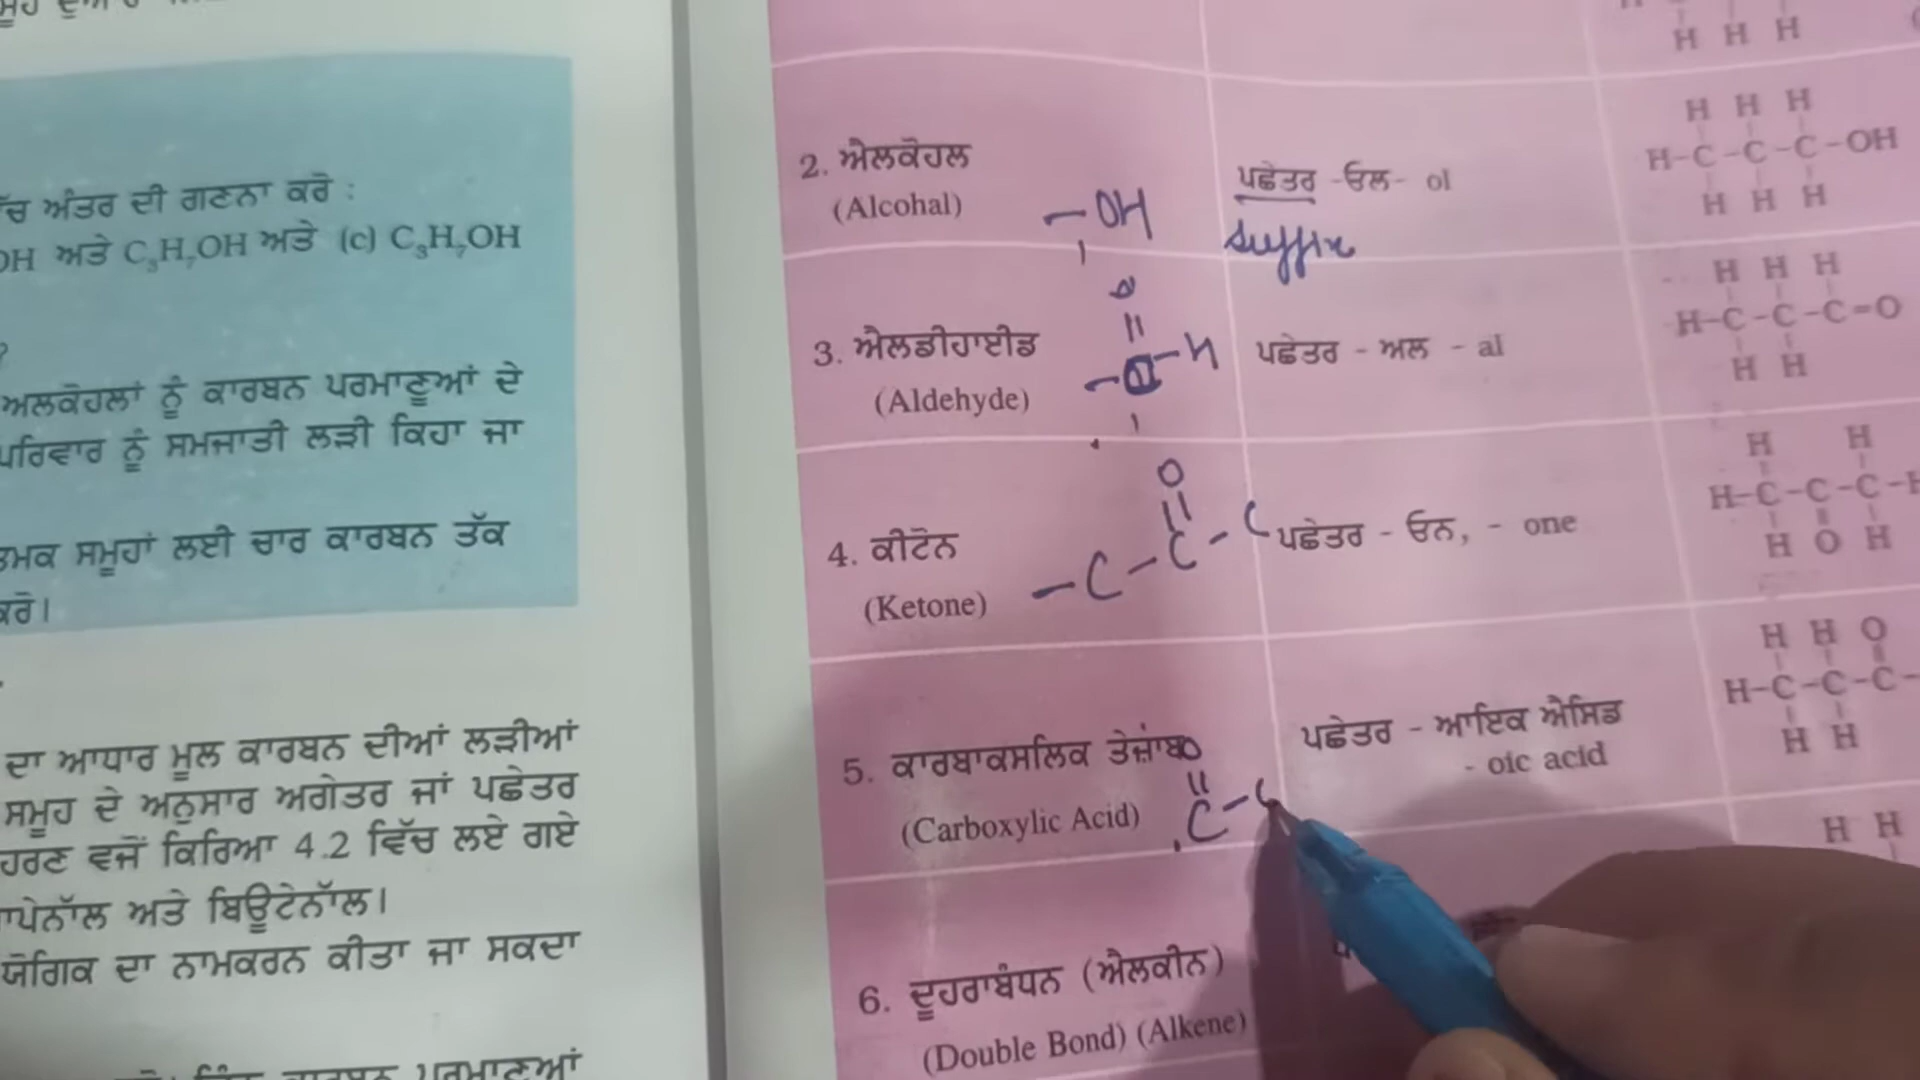 ਅੰਤਰ ਦੀ ਗਣਨਾ ਕਰੋ :
OH ਅਤੇ C₃H₇OH ਅਤੇ (c) C₃H₇OH
?
ਅਲਕੋਹਲਾਂ ਨੂੰ ਕਾਰਬਨ ਪਰਮਾਣੂਆਂ ਦੇ
ਪਰਿਵਾਰ ਨੂੰ ਸਮਜਾਤੀ ਲੜੀ ਕਿਹਾ ਜਾ
ਸਮੂਹਾਂ ਲਈ ਚਾਰ ਕਾਰਬਨ ਤੱਕ
ਕਰੋ।
ਦਾ ਆਧਾਰ ਮੂਲ ਕਾਰਬਨ ਦੀਆਂ ਲੜੀਆਂ
ਸਮੂਹ ਦੇ ਅਨੁਸਾਰ ਅਗੇਤਰ ਜਾਂ ਪਛੇਤਰ
ਵਜੋਂ ਕਿਰਿਆ 4.2 ਵਿੱਚ ਲਏ ਗਏ
ਅਤੇ ਬਿਊਟੇਨਾੱਲ।
ਯੋਗਿਕ ਦਾ ਨਾਮਕਰਨ ਕੀਤਾ ਜਾ ਸਕਦਾ
H H H
2. ਐਲਕੋਹਲ
(Alcohal)
-OH
ਪਛੇਤਰ -ਓਲ- ol
suffix
H H H
H-C-C-C-OH
H H H
3. ਐਲਡੀਹਾਈਡ
(Aldehyde)
-H
ਪਛੇਤਰ - ਅਲ - al
H H H
H-C-C-C=O
H H
4. ਕੀਟੋਨ
(Ketone)
O
||
-C-C-C
ਪਛੇਤਰ - ਓਨ, - one
H H
H-C-C-C-H
H O H
5. ਕਾਰਬਾਕਸਲਿਕ ਤੇਜ਼ਾਬ
(Carboxylic Acid)
O
||
C-
ਪਛੇਤਰ - ਆਇਕ ਐਸਿਡ
- oic acid
H H O
H-C-C-C-
H H
6. ਦੂਹਰਾਬੰਧਨ (ਐਲਕੀਨ)
(Double Bond) (Alkene)
H H